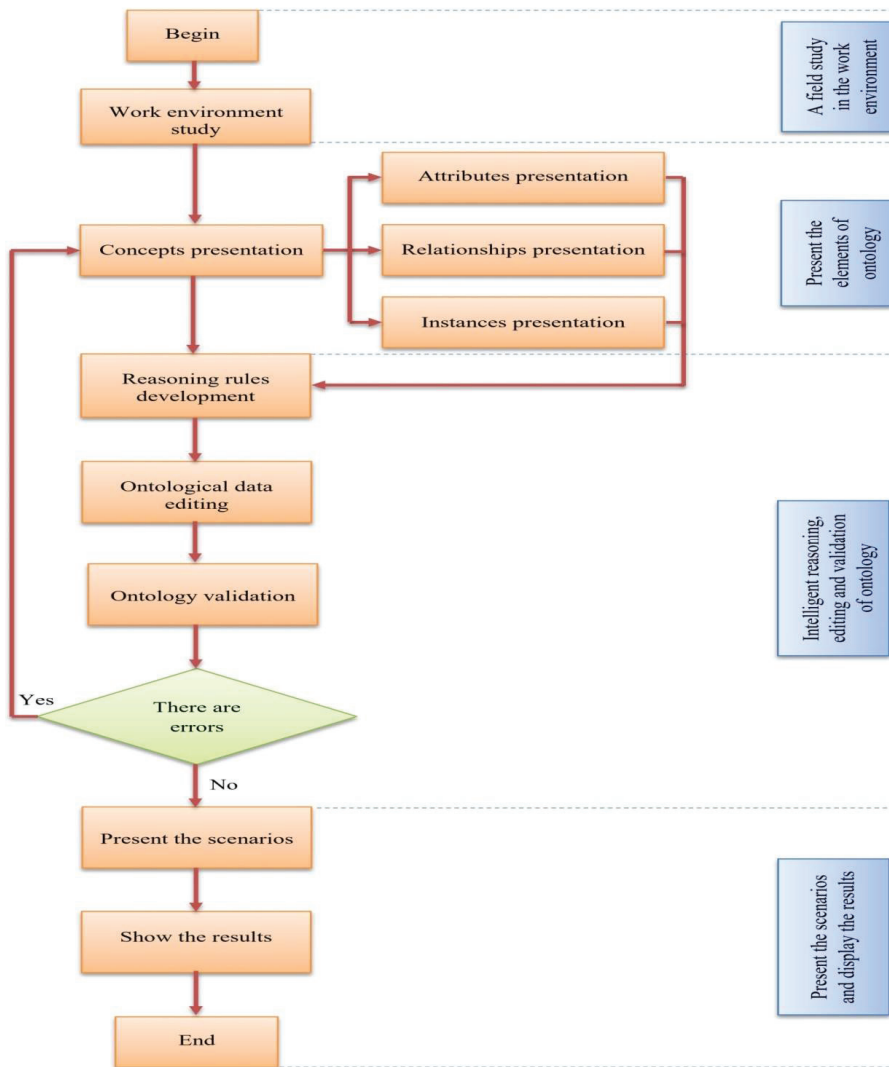 Begin
A field study
in the work
environment
Work environment
study
Attributes presentation
Concepts presentation
Relationships presentation
Instances presentation
Present the
elements of
ontology
Reasoning rules
development
Ontological data
editing
Ontology validation
Intelligent reasoning,
editing and validation
of ontology
There are
errors
Yes
No
Present the scenarios
Show the results
End
Present the scenarios
and display the results